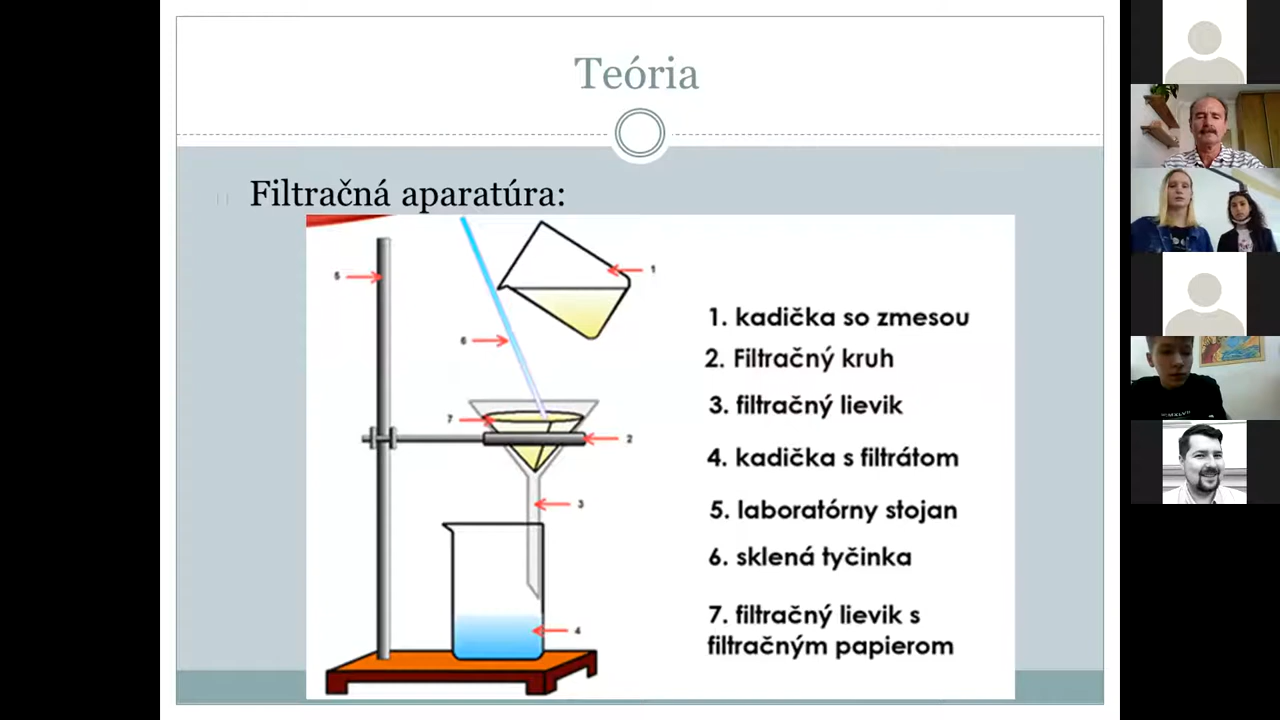 Teória
Filtračná aparatúra:
5
1
6
7
2
3
4
1. kadička so zmesou
2. Filtračný kruh
3. filtračný lievik
4. kadička s filtrátom
5. laboratórny stojan
6. sklená tyčinka
7. filtračný lievik s
filtračným papierom